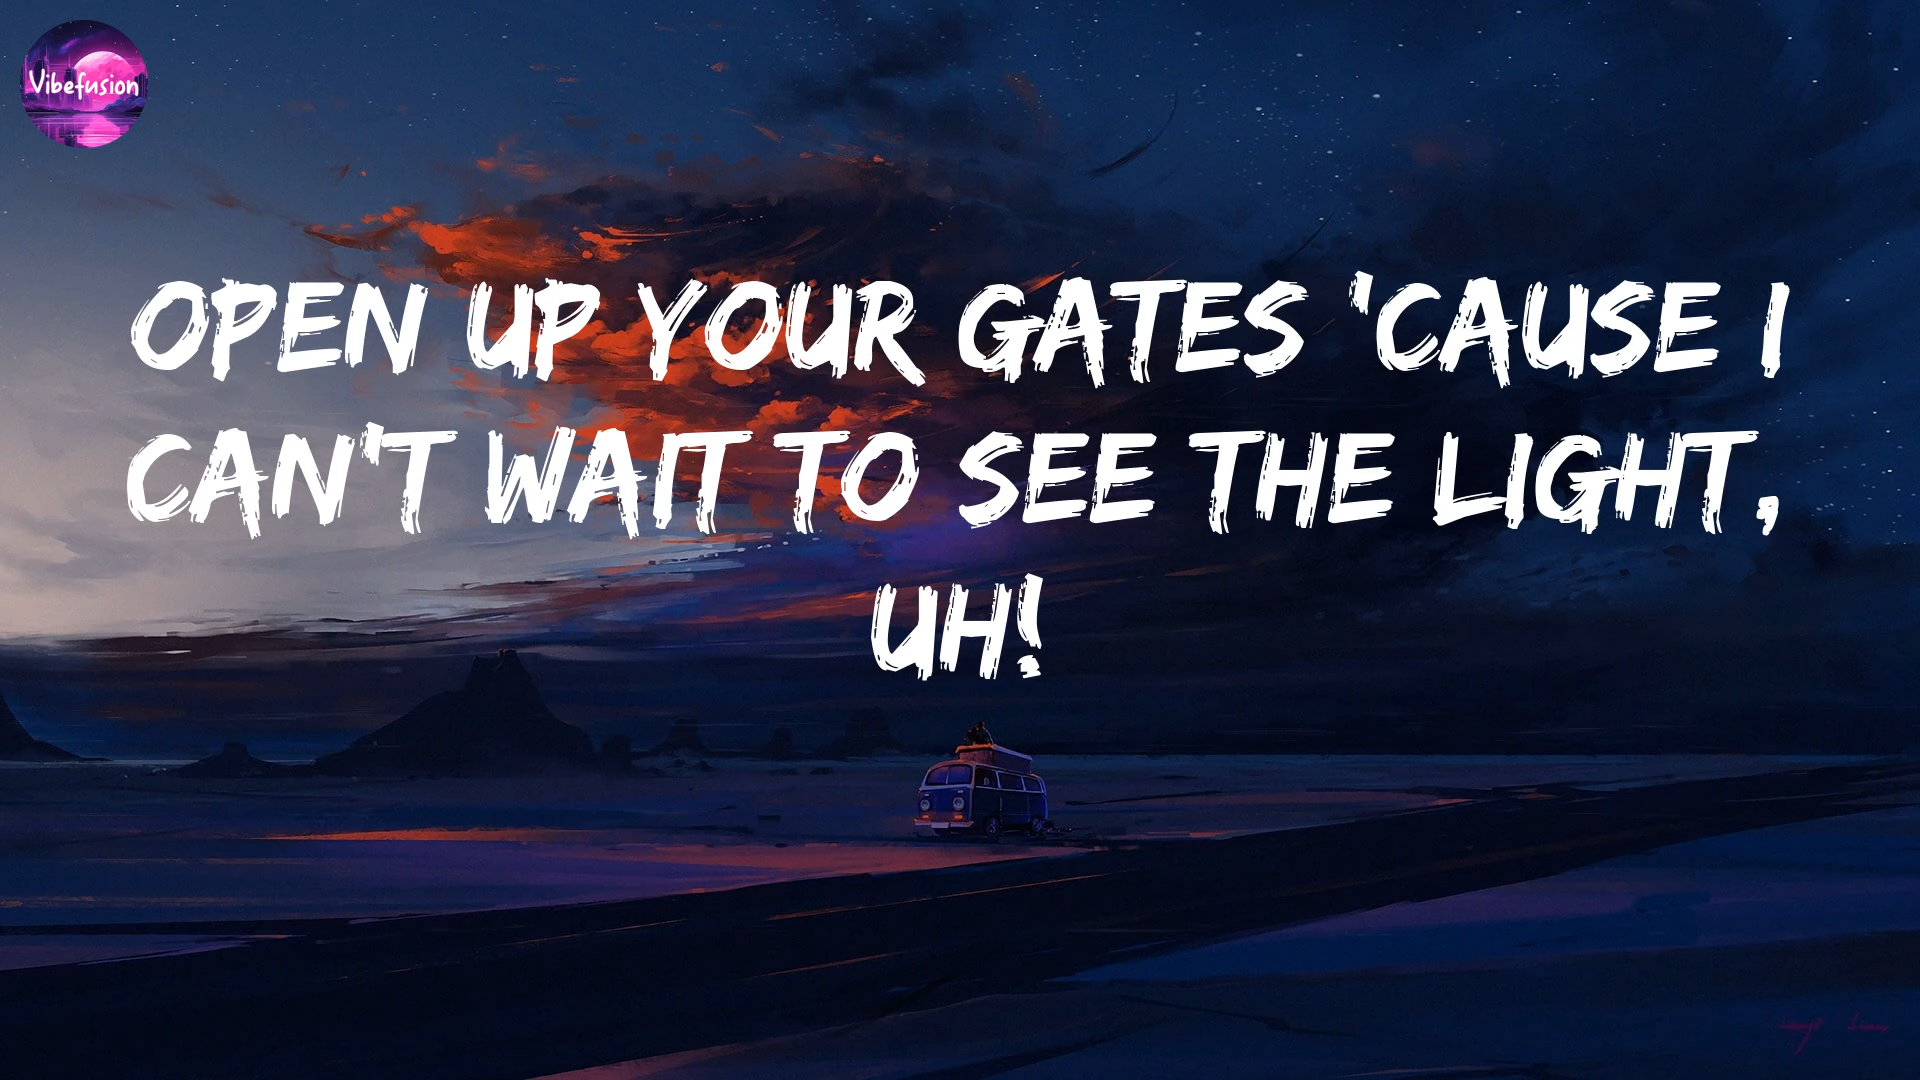 Vibefusion
OPEN UP YOUR GATES 'CAUSE I
CAN'T WAIT TO SEE THE LIGHT,
UH!